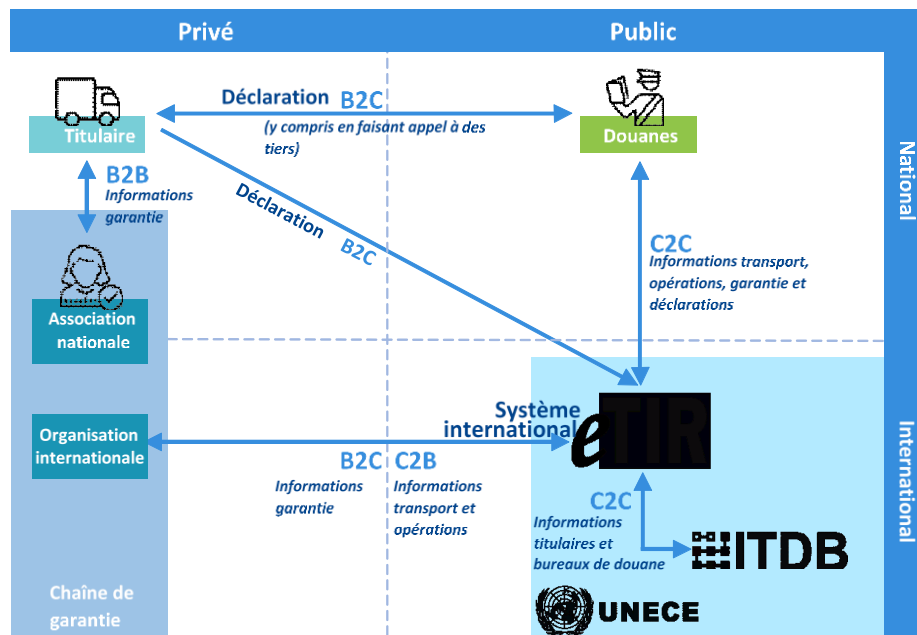 Privé
Public
National
International
Titulaire
Déclaration B2C
(y compris en faisant appel à des
tiers)
Douanes
B2B
Informations
garantie
Déclaration
B2C
C2C
Informations transport,
opérations, garantie et
déclarations
Association
nationale
Organisation
internationale
Système
international
eTIR
B2C
C2B
Informations
garantie
Informations
transport et
opérations
C2C
Informations
titulaires et
bureaux de douane
ITDB
UNECE
Chaîne de
garantie